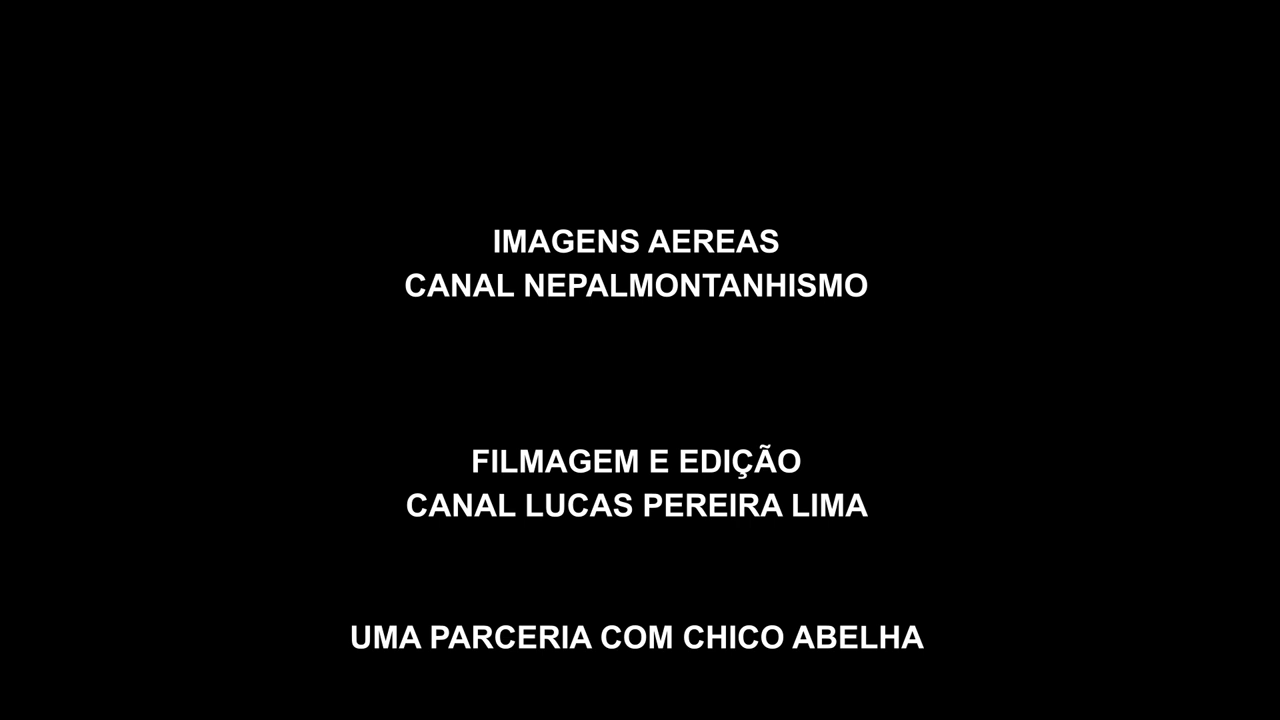 IMAGENS AEREAS
CANAL NEPALMONTANHISMO
FILMAGEM E EDIÇÃO
CANAL LUCAS PEREIRA LIMA
UMA PARCERIA COM CHICO ABELHA